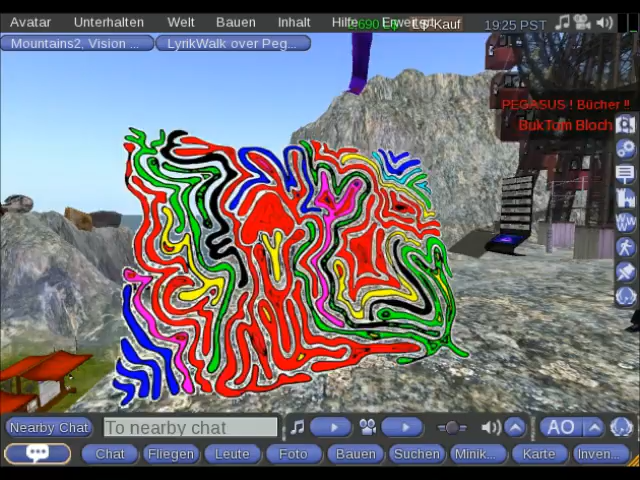 Avatar Unterhalten Welt Bauen Inhalt Hilfe Erweitert L$ Kauf 19:25 PST
Mountains2, Vision ... LyrikWalk over Peg...
PEGASUS ! Bücher !!
BukTom Bloch
Nearby Chat To nearby chat AO
Chat Fliegen Leute Foto Bauen Suchen Minik... Karte Inven...